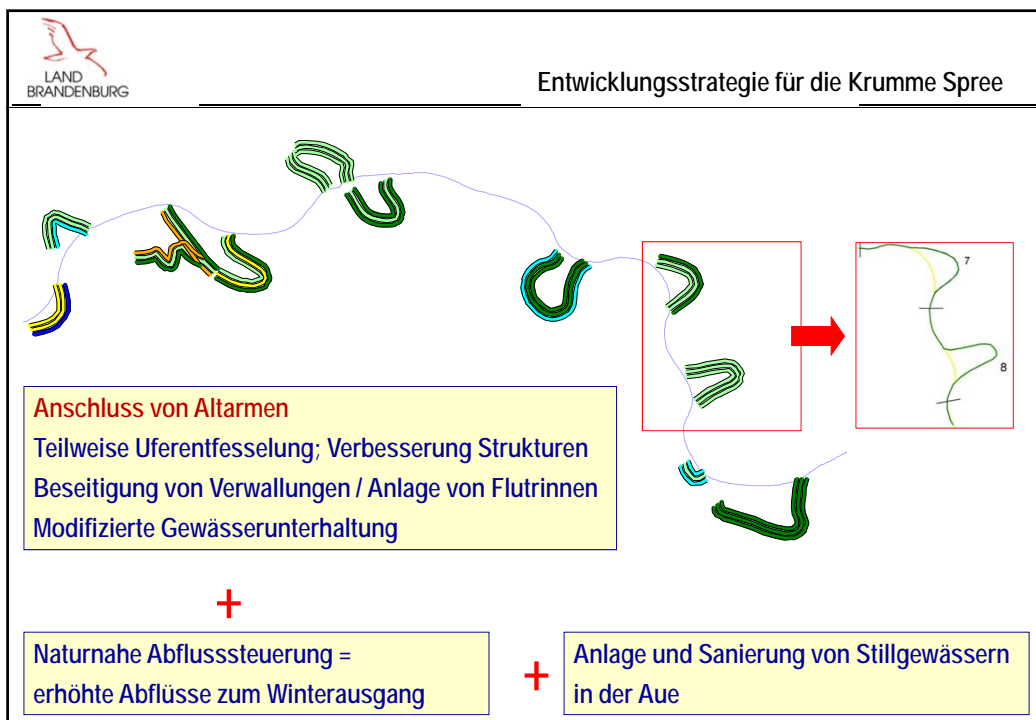 LAND
BRANDENBURG
Entwicklungsstrategie für die Krumme Spree
7
8
Anschluss von Altarmen
Teilweise Uferentfesselung; Verbesserung Strukturen
Beseitigung von Verwallungen / Anlage von Flutrinnen
Modifizierte Gewässerunterhaltung
+
Naturnahe Abflusssteuerung =
erhöhte Abflüsse zum Winterausgang
+
Anlage und Sanierung von Stillgewässern
in der Aue